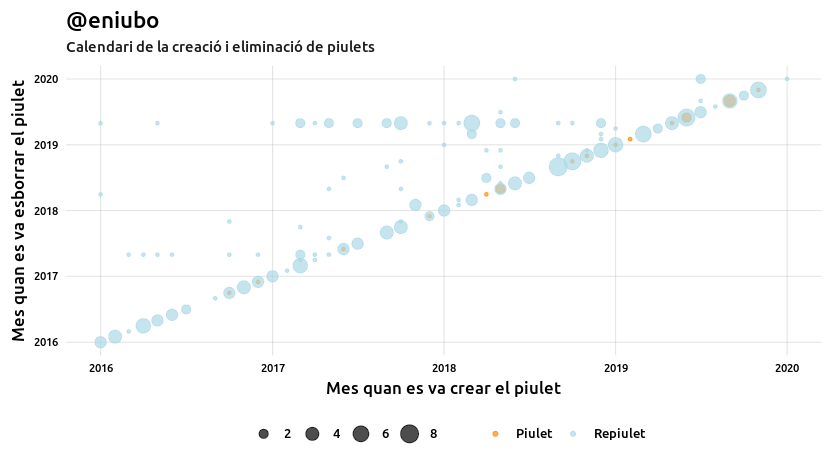 @eniubo
Calendari de la creació i eliminació de piulets
Mes quan es va esborrar el piulet
2020
2019
2018
2017
2016
2016 2017 2018 2019 2020
Mes quan es va crear el piulet
2 4 6 8 Piulet Repiulet